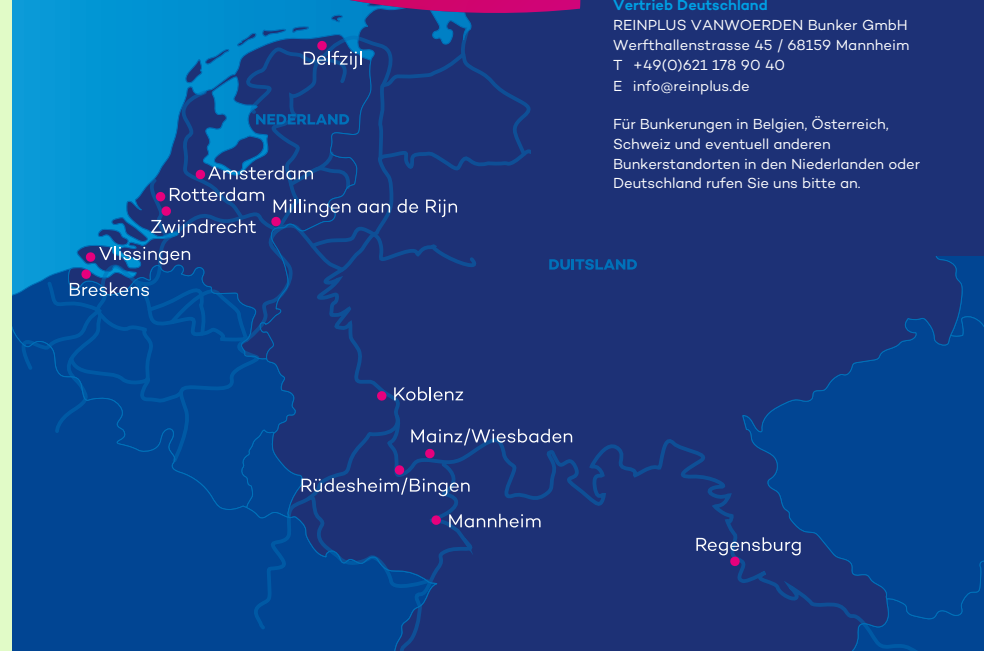 Vertrieb Deutschland
REINPLUS VANWOERDEN Bunker GmbH
Werfthallenstrasse 45 / 68159 Mannheim
T +49(0)621 178 90 40
E info@reinplus.de
Für Bunkerungen in Belgien, Österreich,
Schweiz und eventuell anderen
Bunkerstandorten in den Niederlanden oder
Deutschland rufen Sie uns bitte an.
Delfzijl
NEDERLAND
Amsterdam
Rotterdam
Millingen aan de Rijn
Zwijndrecht
Vlissingen
DUITSLAND
Breskens
Koblenz
Mainz/Wiesbaden
Rüdesheim/Bingen
Mannheim
Regensburg